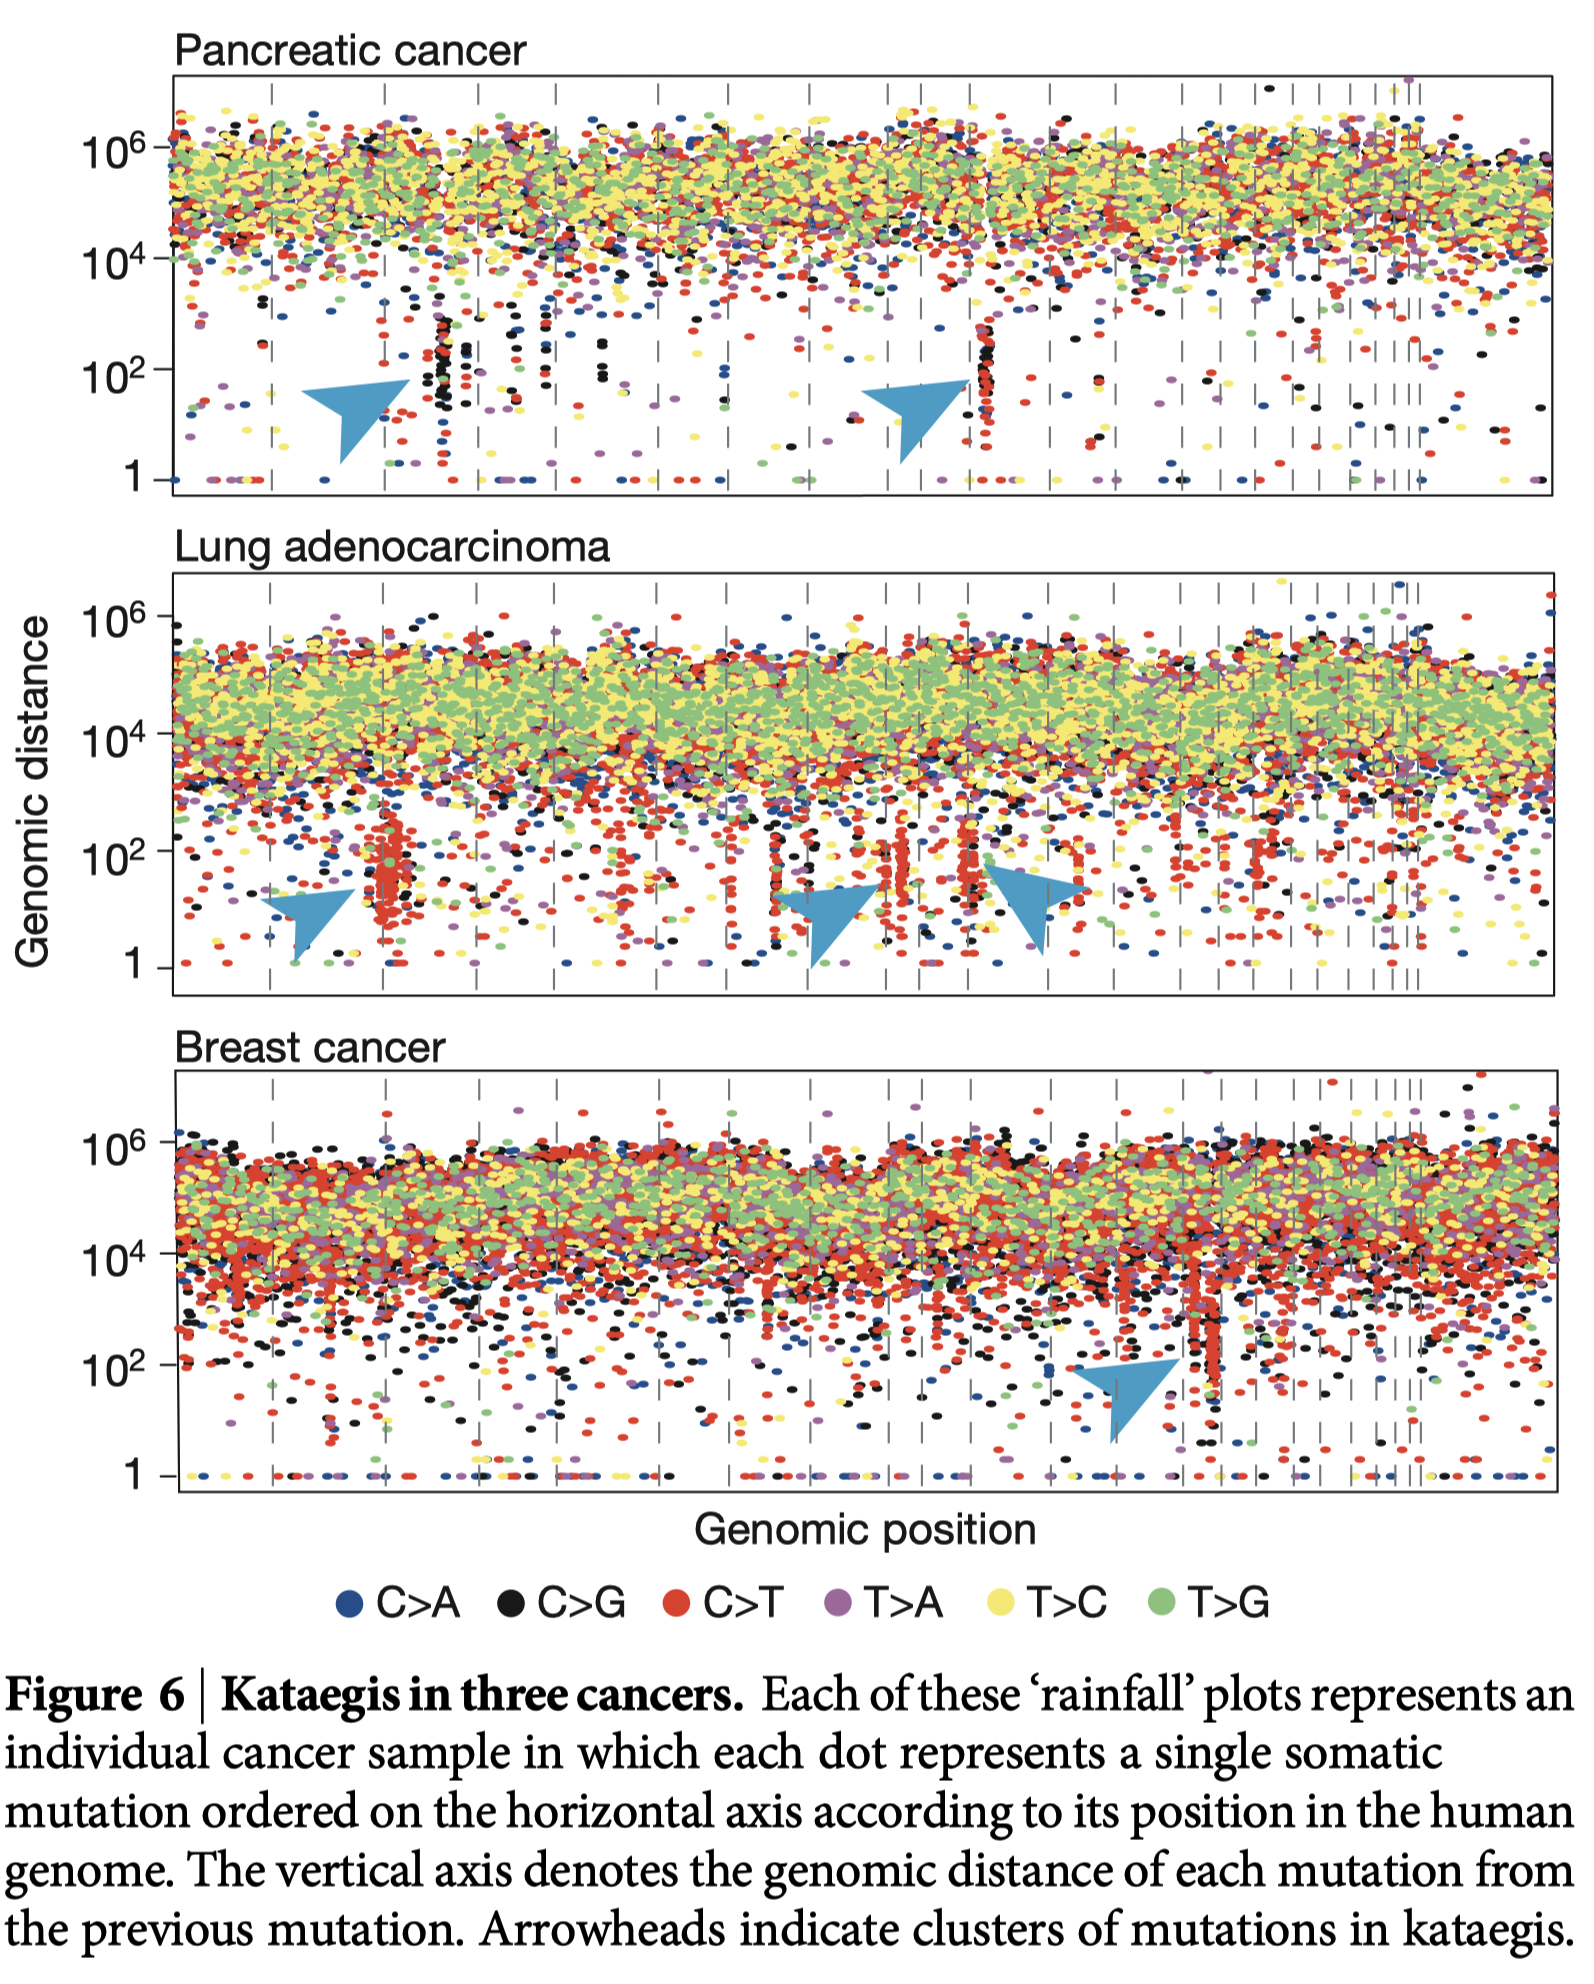 Pancreatic cancer
10⁶
10⁴
10²
1
Lung adenocarcinoma
10⁶
10⁴
10²
1
Genomic distance
Breast cancer
10⁶
10⁴
10²
1
Genomic position
C>A C>G C>T T>A T>C T>G
Figure 6 | Kataegis in three cancers. Each of these ‘rainfall’ plots represents an
individual cancer sample in which each dot represents a single somatic
mutation ordered on the horizontal axis according to its position in the human
genome. The vertical axis denotes the genomic distance of each mutation from
the previous mutation. Arrowheads indicate clusters of mutations in kataegis.